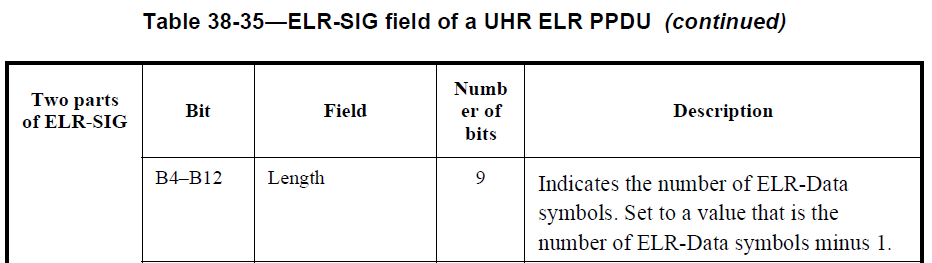 Table 38-35—ELR-SIG field of a UHR ELR PPDU (continued)
Two parts
of ELR-SIG
Bit
Field
Numb
er of
bits
Description
B4–B12
Length
9
Indicates the number of ELR-Data
symbols. Set to a value that is the
number of ELR-Data symbols minus 1.